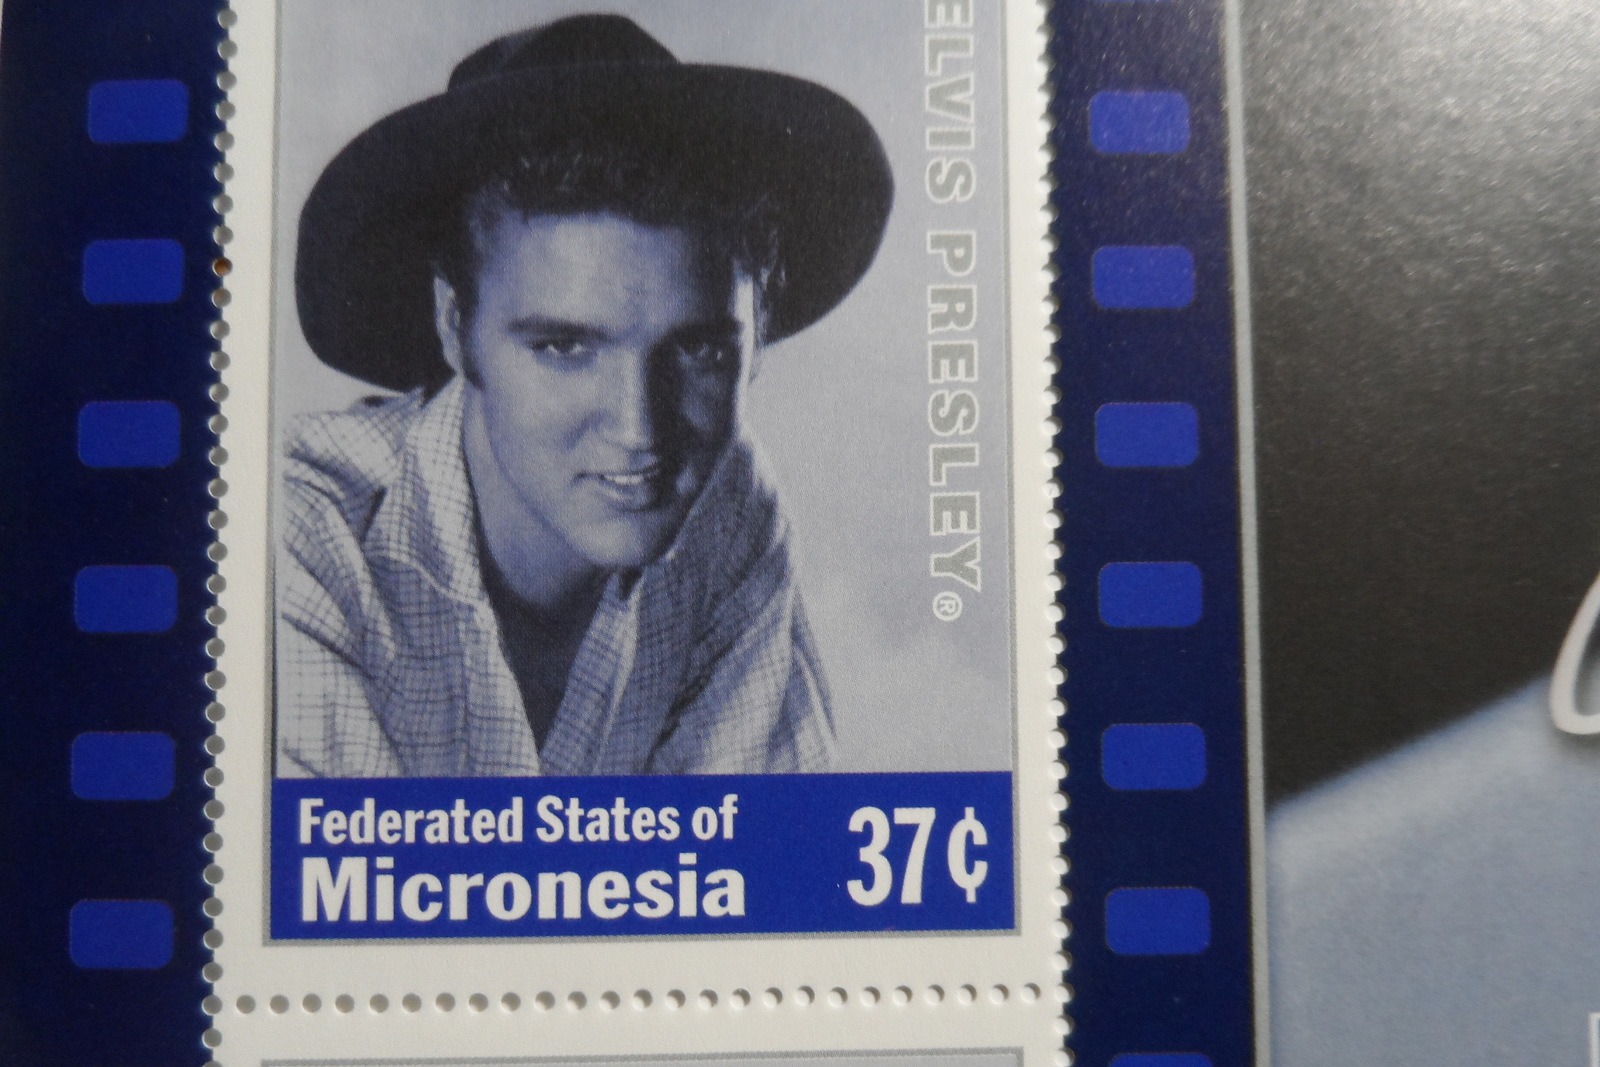 ELVIS PRESLEY®
Federated States of
Micronesia
37¢